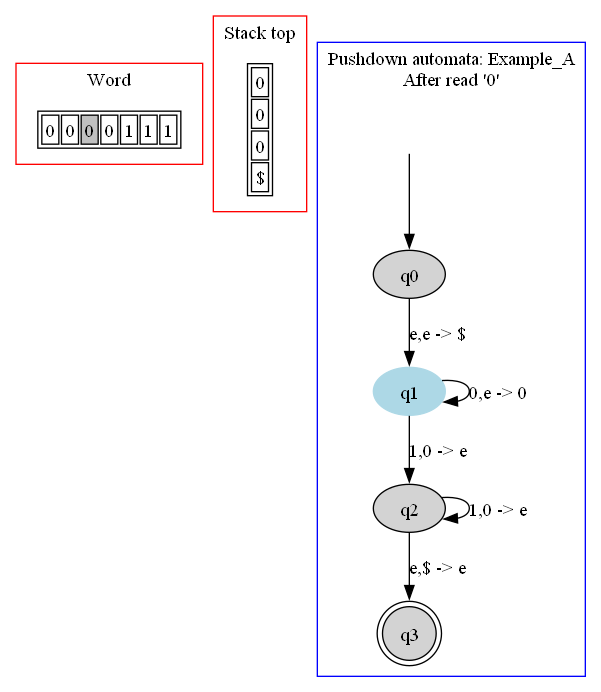 Word
0 0 0 0 1 1 1
Stack top
0
0
0
$
Pushdown automata: Example_A
After read '0'
q0
e,e -> $
q1
0,e -> 0
1,0 -> e
q2
1,0 -> e
e,$ -> e
q3